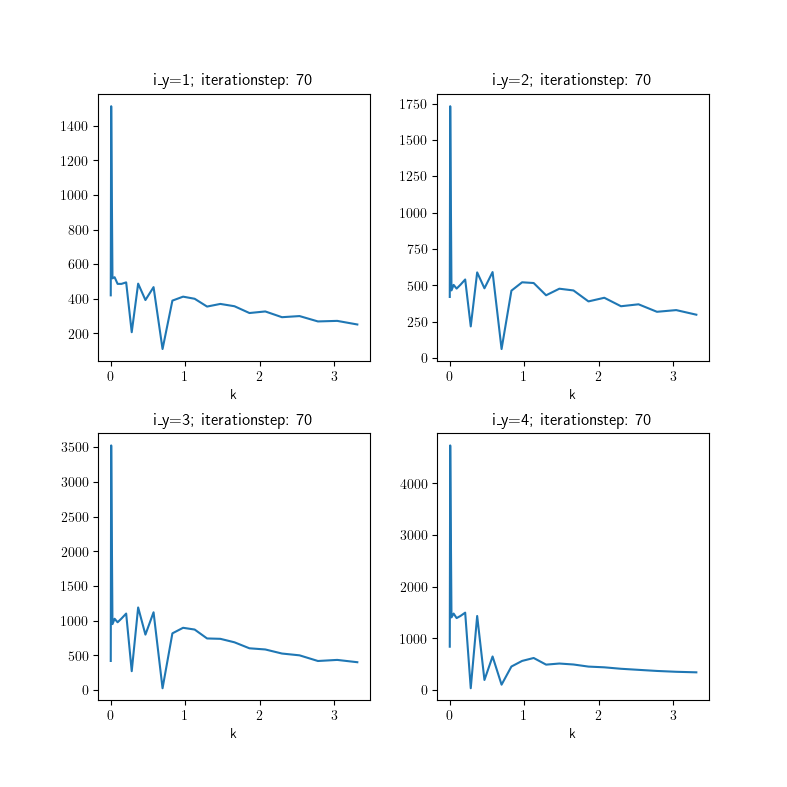 i_y=1; iterationstep: 70
i_y=2; iterationstep: 70
1400
1200
1000
800
600
400
200
0 1 2 3
k
1750
1500
1250
1000
750
500
250
0
0 1 2 3
k
i_y=3; iterationstep: 70
i_y=4; iterationstep: 70
3500
3000
2500
2000
1500
1000
500
0
0 1 2 3
k
4000
3000
2000
1000
0
0 1 2 3
k